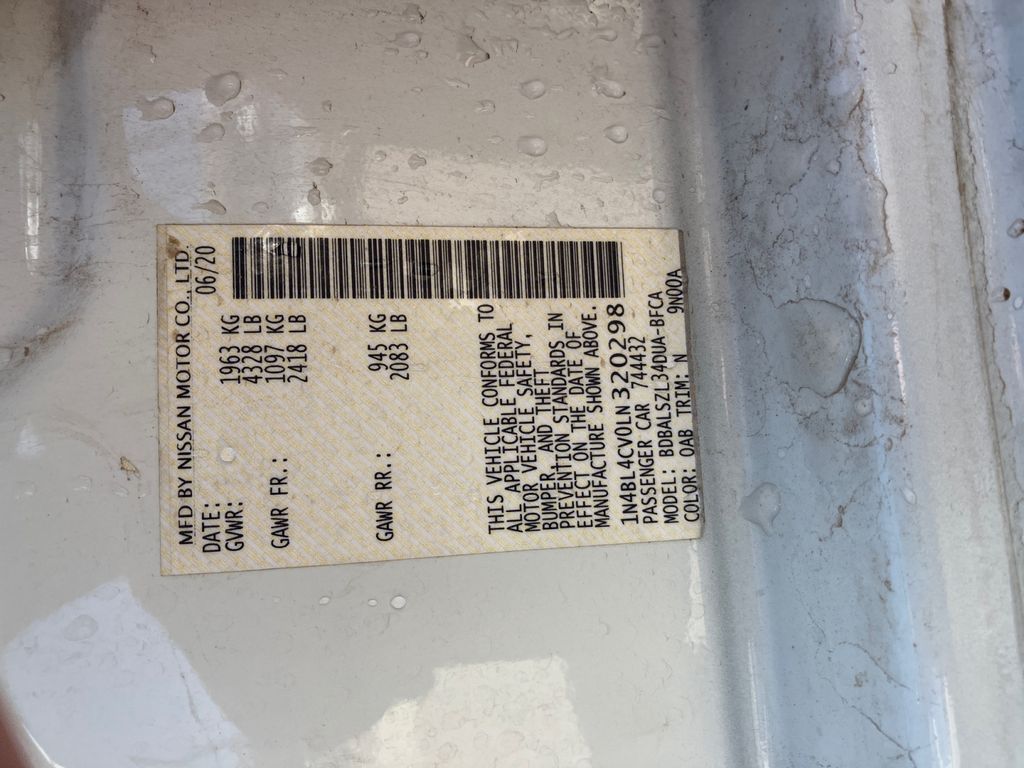 MFD BY NISSAN MOTOR CO., LTD.
DATE: 06/20
GVWR: 1963 KG
4328 LB
GAWR FR.: 1097 KG
2418 LB
GAWR RR.: 945 KG
2083 LB
THIS VEHICLE CONFORMS TO
ALL APPLICABLE FEDERAL
MOTOR VEHICLE SAFETY,
BUMPER, AND THEFT
PREVENTION STANDARDS IN
EFFECT ON THE DATE OF
MANUFACTURE SHOWN ABOVE.
1N4BL4CV0LN320298
PASSENGER CAR 744432
MODEL: BDBALSZL34DUA-BFCA
COLOR: QAB TRIM: N 9N00A